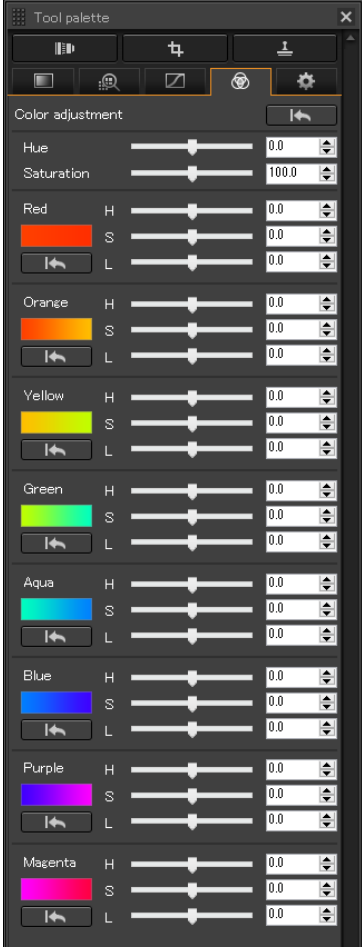 Tool palette
Color adjustment
Hue 0.0
Saturation 100.0
Red H 0.0
S 0.0
L 0.0
Orange H 0.0
S 0.0
L 0.0
Yellow H 0.0
S 0.0
L 0.0
Green H 0.0
S 0.0
L 0.0
Aqua H 0.0
S 0.0
L 0.0
Blue H 0.0
S 0.0
L 0.0
Purple H 0.0
S 0.0
L 0.0
Magenta H 0.0
S 0.0
L 0.0